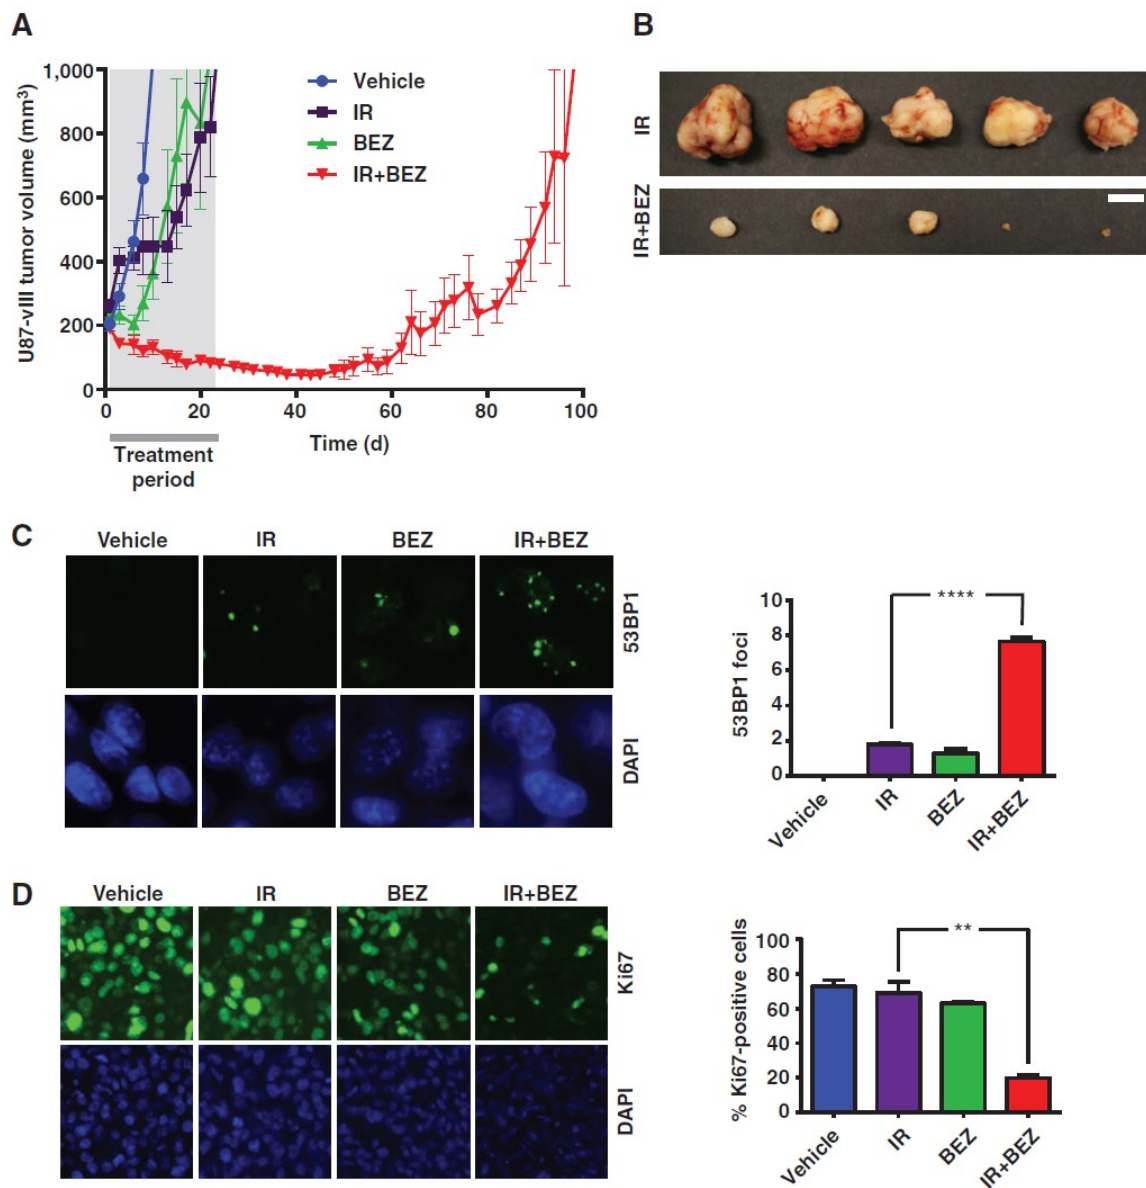 A
B
1,000
800
600
400
200
0
U87-vIII tumor volume (mm³)
Vehicle
IR
BEZ
IR+BEZ
0 20 40 60 80 100
Time (d)
Treatment
period
IR
IR+BEZ
C
Vehicle IR BEZ IR+BEZ
53BP1
DAPI
10
8
6
4
2
0
53BP1 foci
****
Vehicle IR BEZ IR+BEZ
D
Vehicle IR BEZ IR+BEZ
Ki67
DAPI
100
80
60
40
20
0
% Ki67-positive cells
**
Vehicle IR BEZ IR+BEZ